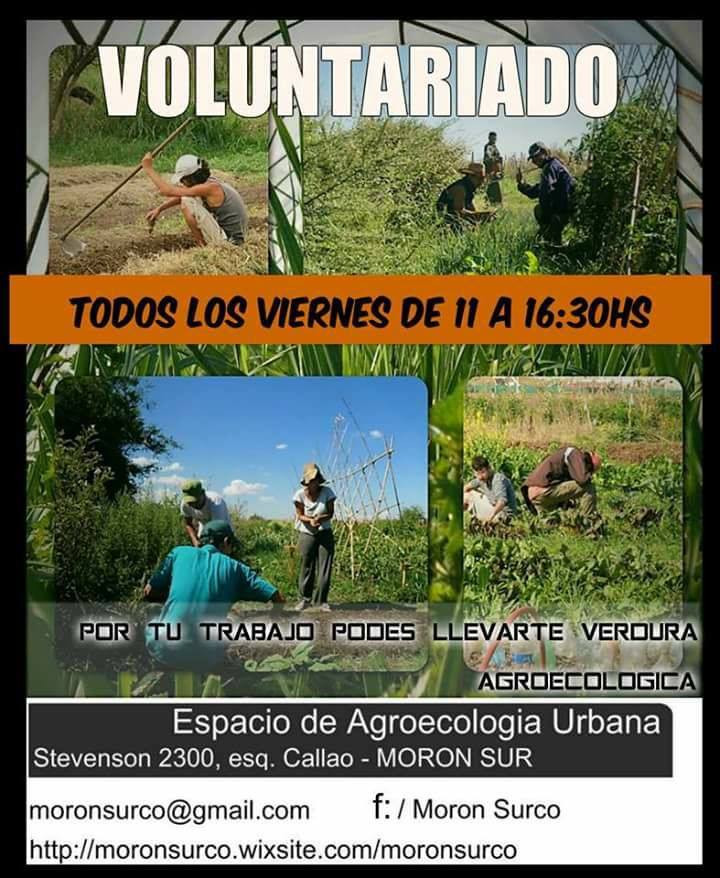 VOLUNTARIADO
TODOS LOS VIERNES DE 11 A 16:30HS
POR TU TRABAJO PODES LLEVARTE VERDURA
AGROECOLOGICA
Espacio de Agroecologia Urbana
Stevenson 2300, esq. Callao - MORON SUR
moronsurco@gmail.com f: / Moron Surco
http://moronsurco.wixsite.com/moronsurco